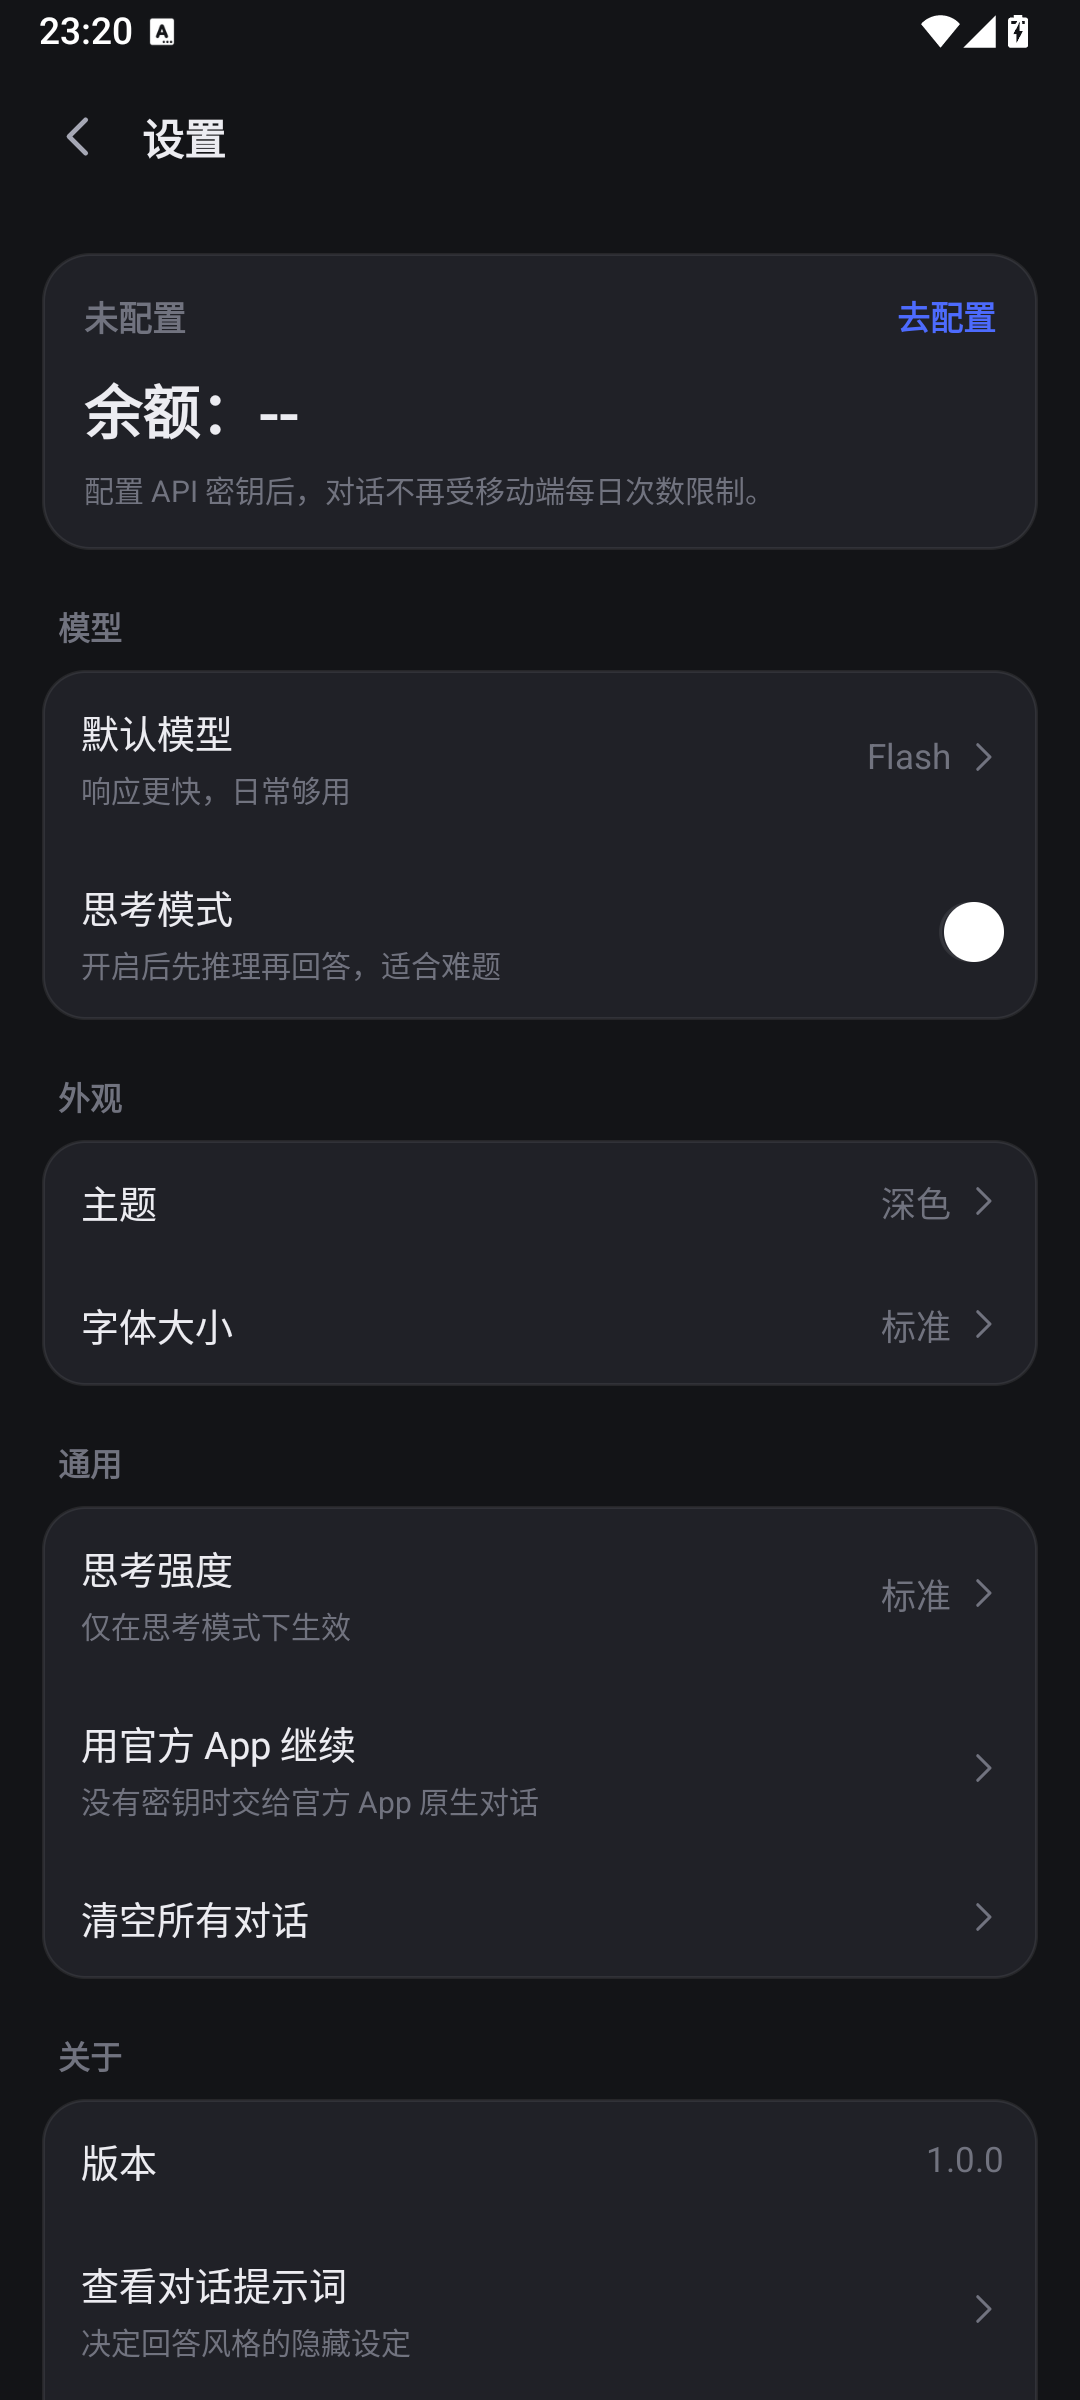 23:20
设置
未配置
去配置
余额：--
配置 API 密钥后，对话不再受移动端每日次数限制。
模型
默认模型
响应更快，日常够用
Flash
思考模式
开启后先推理再回答，适合难题
外观
主题
深色
字体大小
标准
通用
思考强度
仅在思考模式下生效
标准
用官方 App 继续
没有密钥时交给官方 App 原生对话
清空所有对话
关于
版本
1.0.0
查看对话提示词
决定回答风格的隐藏设定